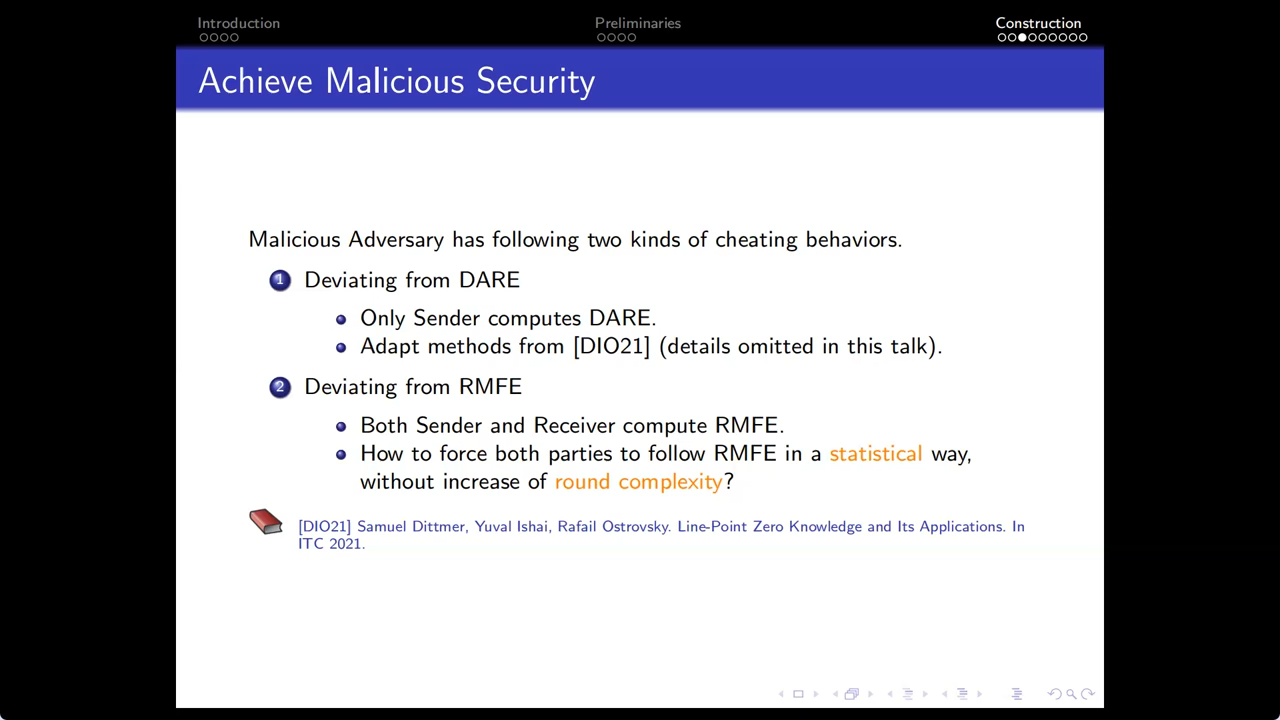 Introduction
Preliminaries
Construction
Achieve Malicious Security
Malicious Adversary has following two kinds of cheating behaviors.
1 Deviating from DARE
Only Sender computes DARE.
Adapt methods from [DIO21] (details omitted in this talk).
2 Deviating from RMFE
Both Sender and Receiver compute RMFE.
How to force both parties to follow RMFE in a statistical way,
without increase of round complexity?
[DIO21] Samuel Dittmer, Yuval Ishai, Rafail Ostrovsky. Line-Point Zero Knowledge and Its Applications. In
ITC 2021.